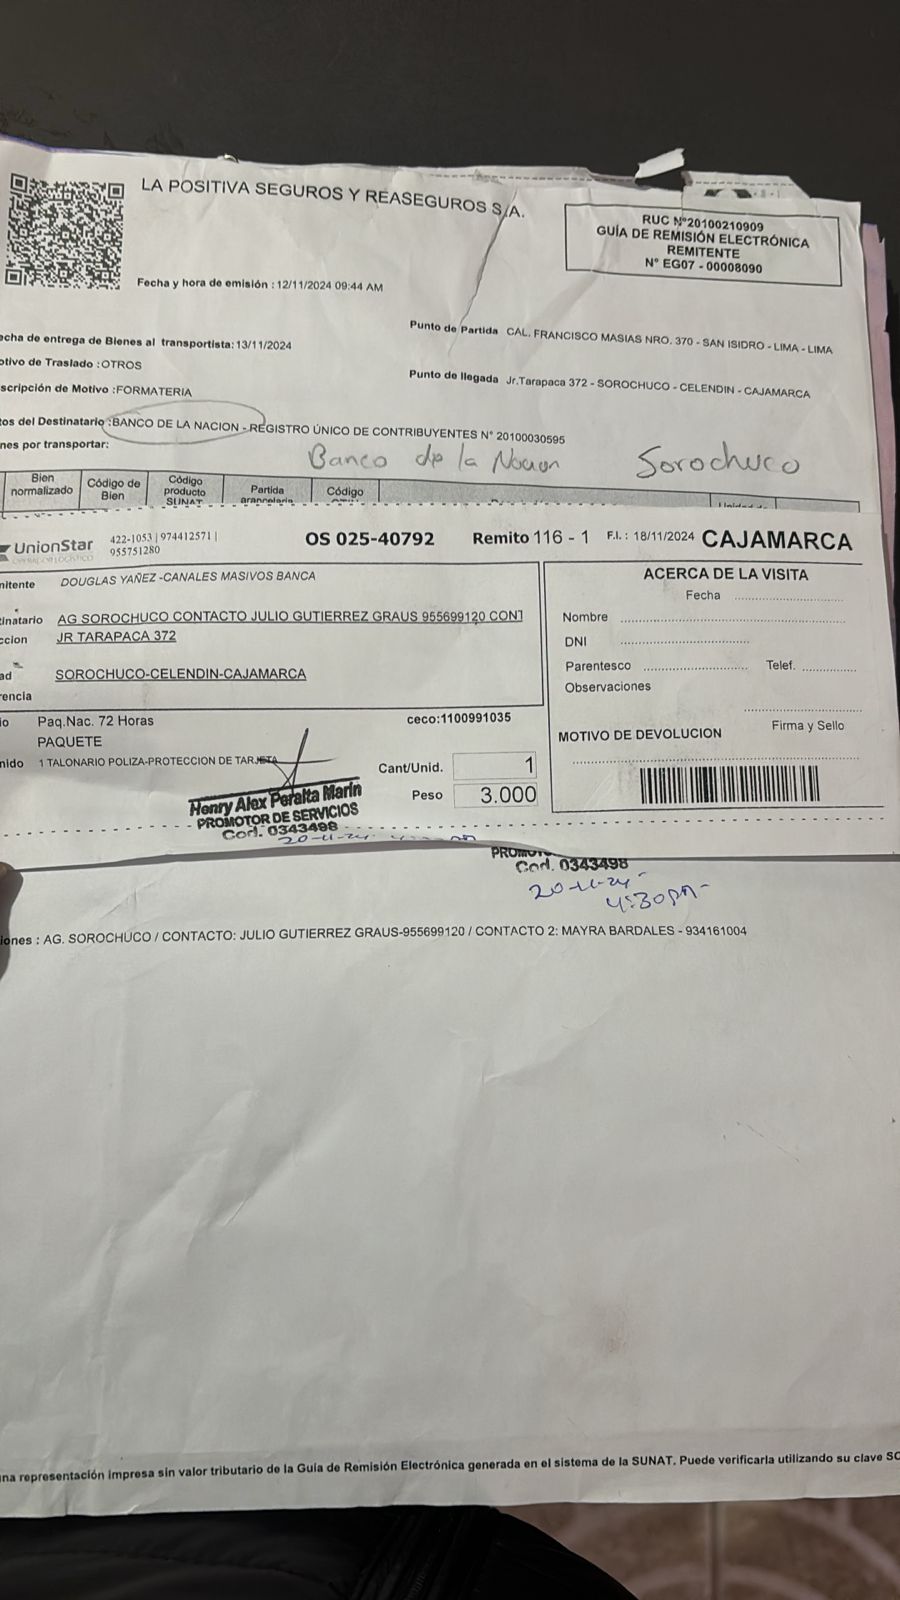 LA POSITIVA SEGUROS Y REASEGUROS S.A.
RUC N°20100210909
GUÍA DE REMISIÓN ELECTRÓNICA
REMITENTE
N° EG07 - 00008090
Fecha y hora de emisión : 12/11/2024 09:44 AM
echa de entrega de Bienes al transportista: 13/11/2024
Punto de Partida CAL. FRANCISCO MASIAS NRO. 370 - SAN ISIDRO - LIMA - LIMA
otivo de Traslado :OTROS
Punto de llegada Jr.Tarapaca 372 - SOROCHUCO - CELENDIN - CAJAMARCA
scripción de Motivo :FORMATERIA
tos del Destinatario :BANCO DE LA NACION - REGISTRO ÚNICO DE CONTRIBUYENTES N° 20100030595
nes por transportar:
Banco de la Nacion Sorochuco
Bien normalizado
Código de Bien
Código producto SUNAT
Partida arancelaria
Código
UnionStar
422-1053 | 974412571 |
955751280
OS 025-40792
Remito 116 - 1
F.I. : 18/11/2024
CAJAMARCA
nitente DOUGLAS YAÑEZ -CANALES MASIVOS BANCA
tinatario AG SOROCHUCO CONTACTO JULIO GUTIERREZ GRAUS 955699120 CONT
ccion JR TARAPACA 372
ad SOROCHUCO-CELENDIN-CAJAMARCA
rencia
ACERCA DE LA VISITA
Fecha
Nombre
DNI
Parentesco Telef.
Observaciones
Firma y Sello
MOTIVO DE DEVOLUCION
io Paq.Nac. 72 Horas
ceco:1100991035
PAQUETE
nido 1 TALONARIO POLIZA-PROTECCION DE TARJETA
Cant/Unid. 1
Peso 3.000
Henry Alex Peralta Marin
PROMOTOR DE SERVICIOS
Cod. 0343498
20-11-24
Cod. 0343498
20-11-24
4:30pm
iones : AG. SOROCHUCO / CONTACTO: JULIO GUTIERREZ GRAUS-955699120 / CONTACTO 2: MAYRA BARDALES - 934161004
na representación impresa sin valor tributario de la Guía de Remisión Electrónica generada en el sistema de la SUNAT. Puede verificarla utilizando su clave SO